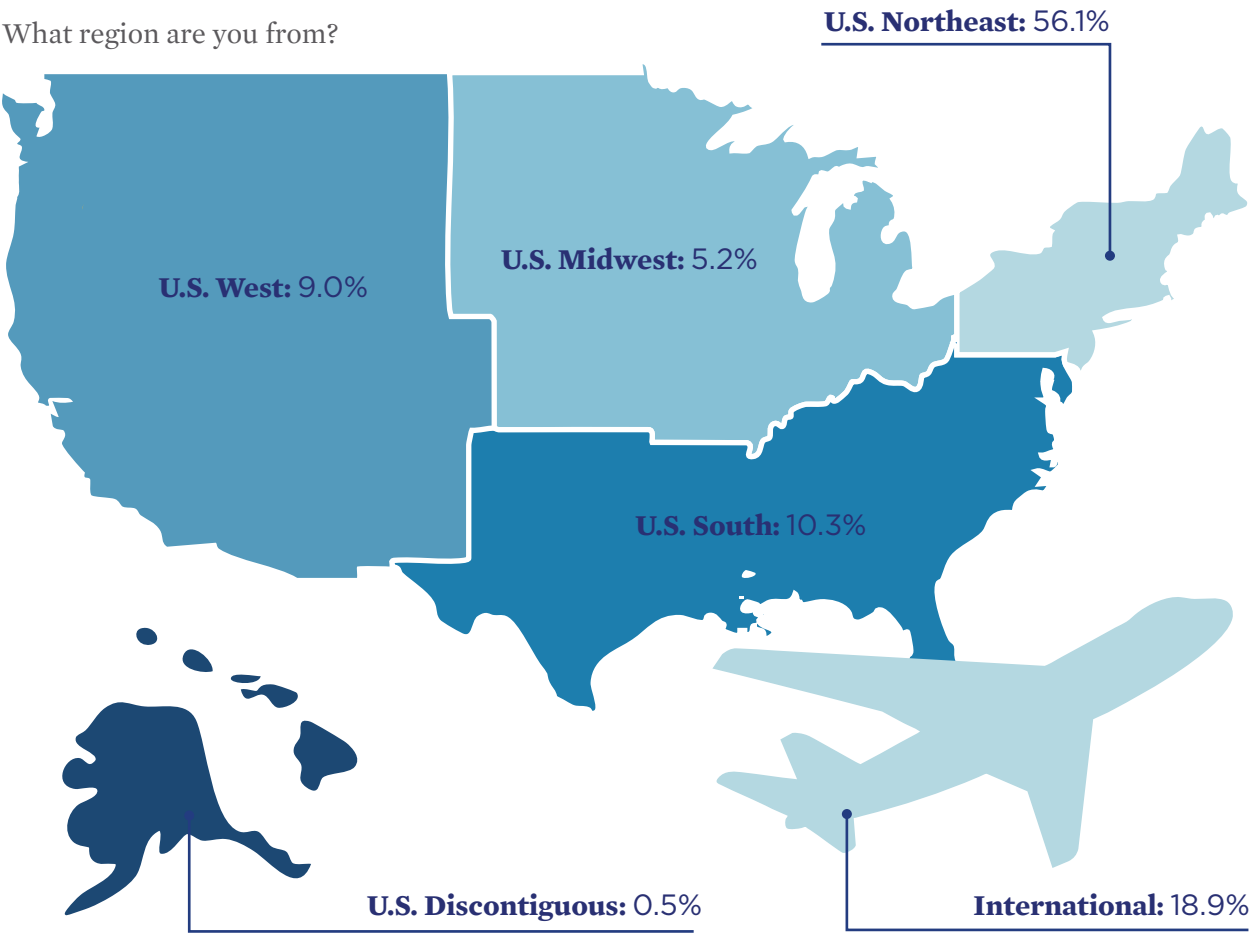 What region are you from?
U.S. Northeast: 56.1%
U.S. West: 9.0%
U.S. Midwest: 5.2%
U.S. South: 10.3%
U.S. Discontiguous: 0.5%
International: 18.9%